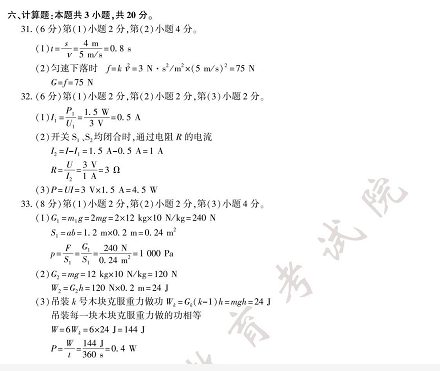 六、计算题:本题共 3 小题,共 20 分。
31. (6 分)第(1)小题 2 分,第(2)小题 4 分。
(1) t = s/v = 4 m / 5 m/s = 0. 8 s
(2) 匀速下落时 f = k v² = 3 N · s²/m² ×(5 m/s)² = 75 N
G = f = 75 N
32. (6 分)第(1)小题 2 分,第(2)小题 2 分,第(3)小题 2 分。
(1) I₁ = P₁/U₁ = 1. 5 W / 3 V = 0. 5 A
(2) 开关 S₁、S₂ 均闭合时,通过电阻 R 的电流
I₂ = I - I₁ = 1. 5 A - 0. 5 A = 1 A
R = U/I₂ = 3 V / 1 A = 3 Ω
(3) P = UI = 3 V × 1. 5 A = 4. 5 W
33. (8 分)第(1)小题 2 分,第(2)小题 2 分,第(3)小题 4 分。
(1) G₁ = m₁g = 2mg = 2×12 kg×10 N/kg = 240 N
S₁ = ab = 1. 2 m×0. 2 m = 0. 24 m²
p = F/S₁ = G₁/S₁ = 240 N / 0. 24 m² = 1 000 Pa
(2) G₂ = mg = 12 kg×10 N/kg = 120 N
W₂ = G₂h = 120 N×0. 2 m = 24 J
(3) 吊装 k 号木块克服重力做功 Wₖ = Gₖ(k-1)h = mgh = 24 J
吊装每一块木块克服重力做的功相等
W = 6Wₖ = 6×24 J = 144 J
P = W/t = 144 J / 360 s = 0. 4 W
育考试院